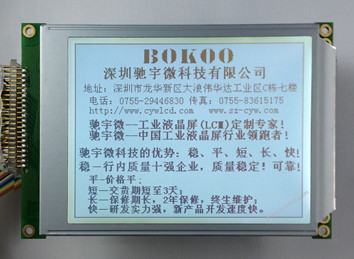 BOKOO
深圳驰宇微科技有限公司
地址：深圳市龙华新区大浪伟华达工业区C栋七楼
电话：0755-29446830 传真：0755-83615175
http://www.cywlcd.com http://www.sz-cyw.com
驰宇微—工业液晶屏(LCM)定制专家!
驰宇微—中国工业液晶屏行业领跑者!
驰宇微科技的优势：稳、平、短、长、快!
稳—行内质量十强企业，质量稳定！可靠!
平—价格平；
短—交货期短至3天；
长—保修期长，2年保修，终生维护；
快—研发实力强，新产品开发速度快。